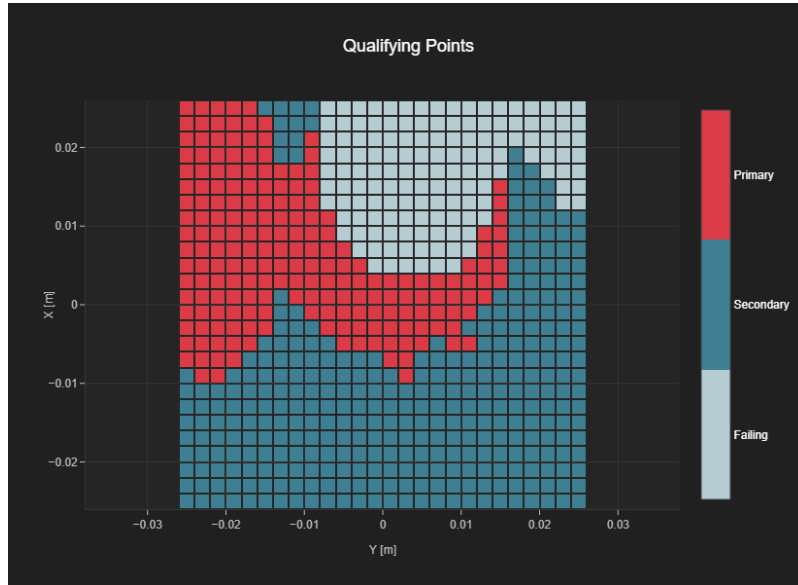 Qualifying Points
0.02
0.01
0
−0.01
−0.02
X [m]
−0.03
−0.02
−0.01
0
0.01
0.02
0.03
Y [m]
Primary
Secondary
Failing